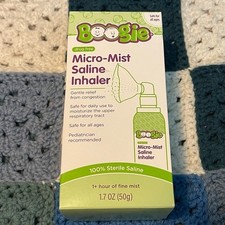 Boogie
drug free
Micro-Mist
Saline
Inhaler
Gentle relief
from congestion
Safe for daily use to
moisturize the upper
respiratory tract
Safe for all ages
Pediatrician
recommended
Boogie
Micro-Mist
Saline Inhaler
100% Sterile Saline
1+ hour of fine mist
1.7 OZ (50g)